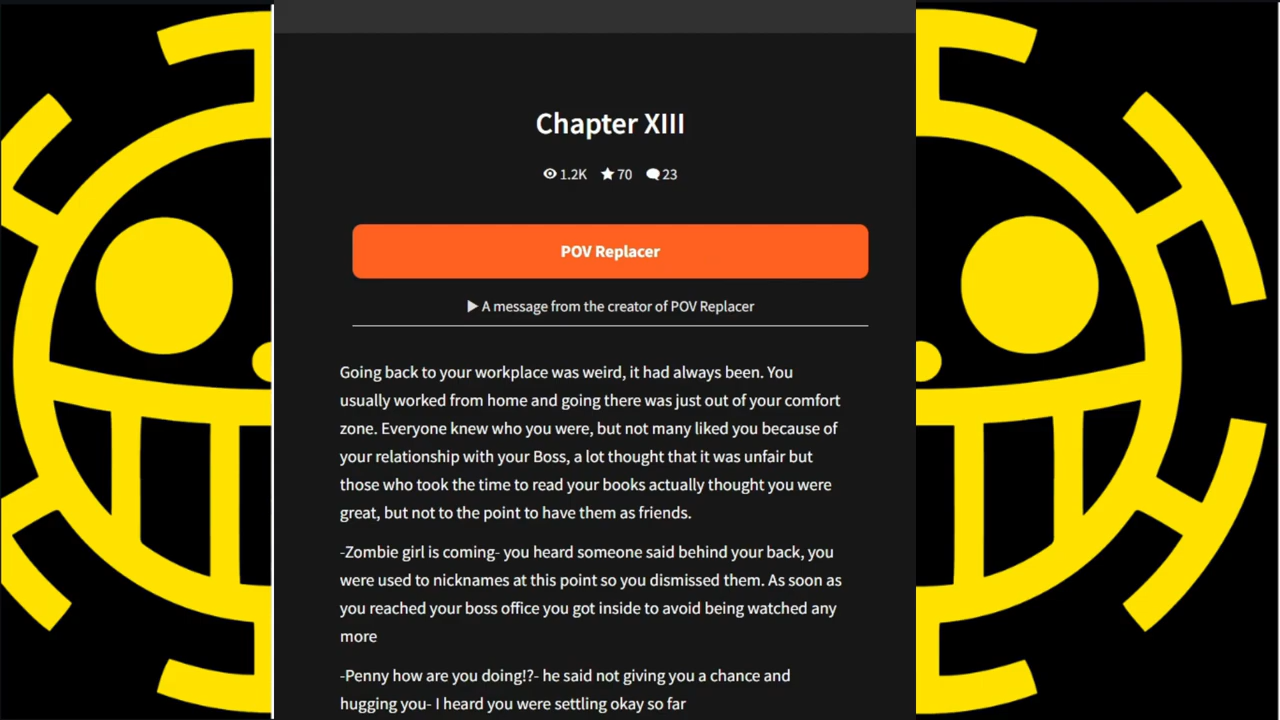 Chapter XIII
1.2K 70 23
POV Replacer
▶ A message from the creator of POV Replacer
Going back to your workplace was weird, it had always been. You
usually worked from home and going there was just out of your comfort
zone. Everyone knew who you were, but not many liked you because of
your relationship with your Boss, a lot thought that it was unfair but
those who took the time to read your books actually thought you were
great, but not to the point to have them as friends.
-Zombie girl is coming- you heard someone said behind your back, you
were used to nicknames at this point so you dismissed them. As soon as
you reached your boss office you got inside to avoid being watched any
more
-Penny how are you doing!?- he said not giving you a chance and
hugging you- I heard you were settling okay so far